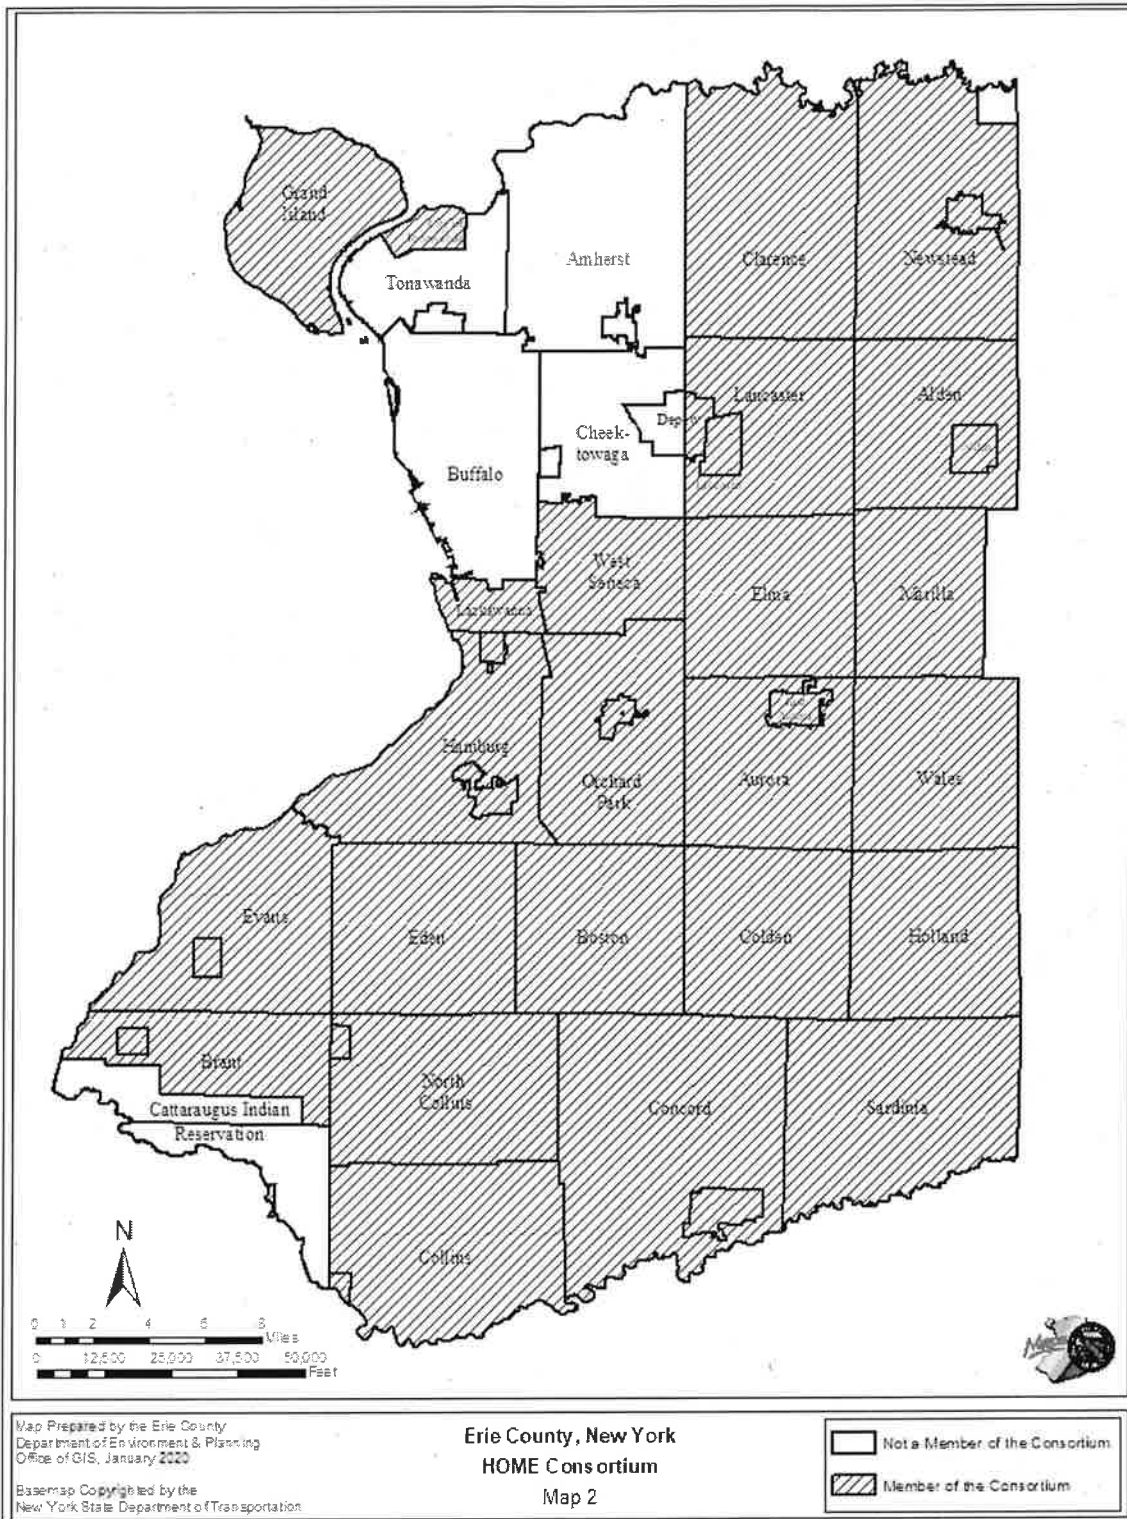 Grand
Island
Tonawanda
Amherst
Clarence
Newstead
Lancaster
Alden
Depew
Cheek-
towaga
Buffalo
Lancaster
Alden
West
Seneca
Elma
Marilla
Lackawanna
Hamburg
Orchard
Park
Aurora
Wales
East
Aurora
Evans
Eden
Boston
Colden
Holland
Brant
North
Collins
Concord
Sardinia
Cattaraugus Indian
Reservation
Collins
N
0 1 2 4 6 8
Miles
0 12,500 25,000 37,500 50,000
Feet
Map Prepared by the Erie County
Department of Environment & Planning
Office of GIS, January 2020
Basemap Copyrighted by the
New York State Department of Transportation
Erie County, New York
HOME Consortium
Map 2
Not a Member of the Consortium
Member of the Consortium